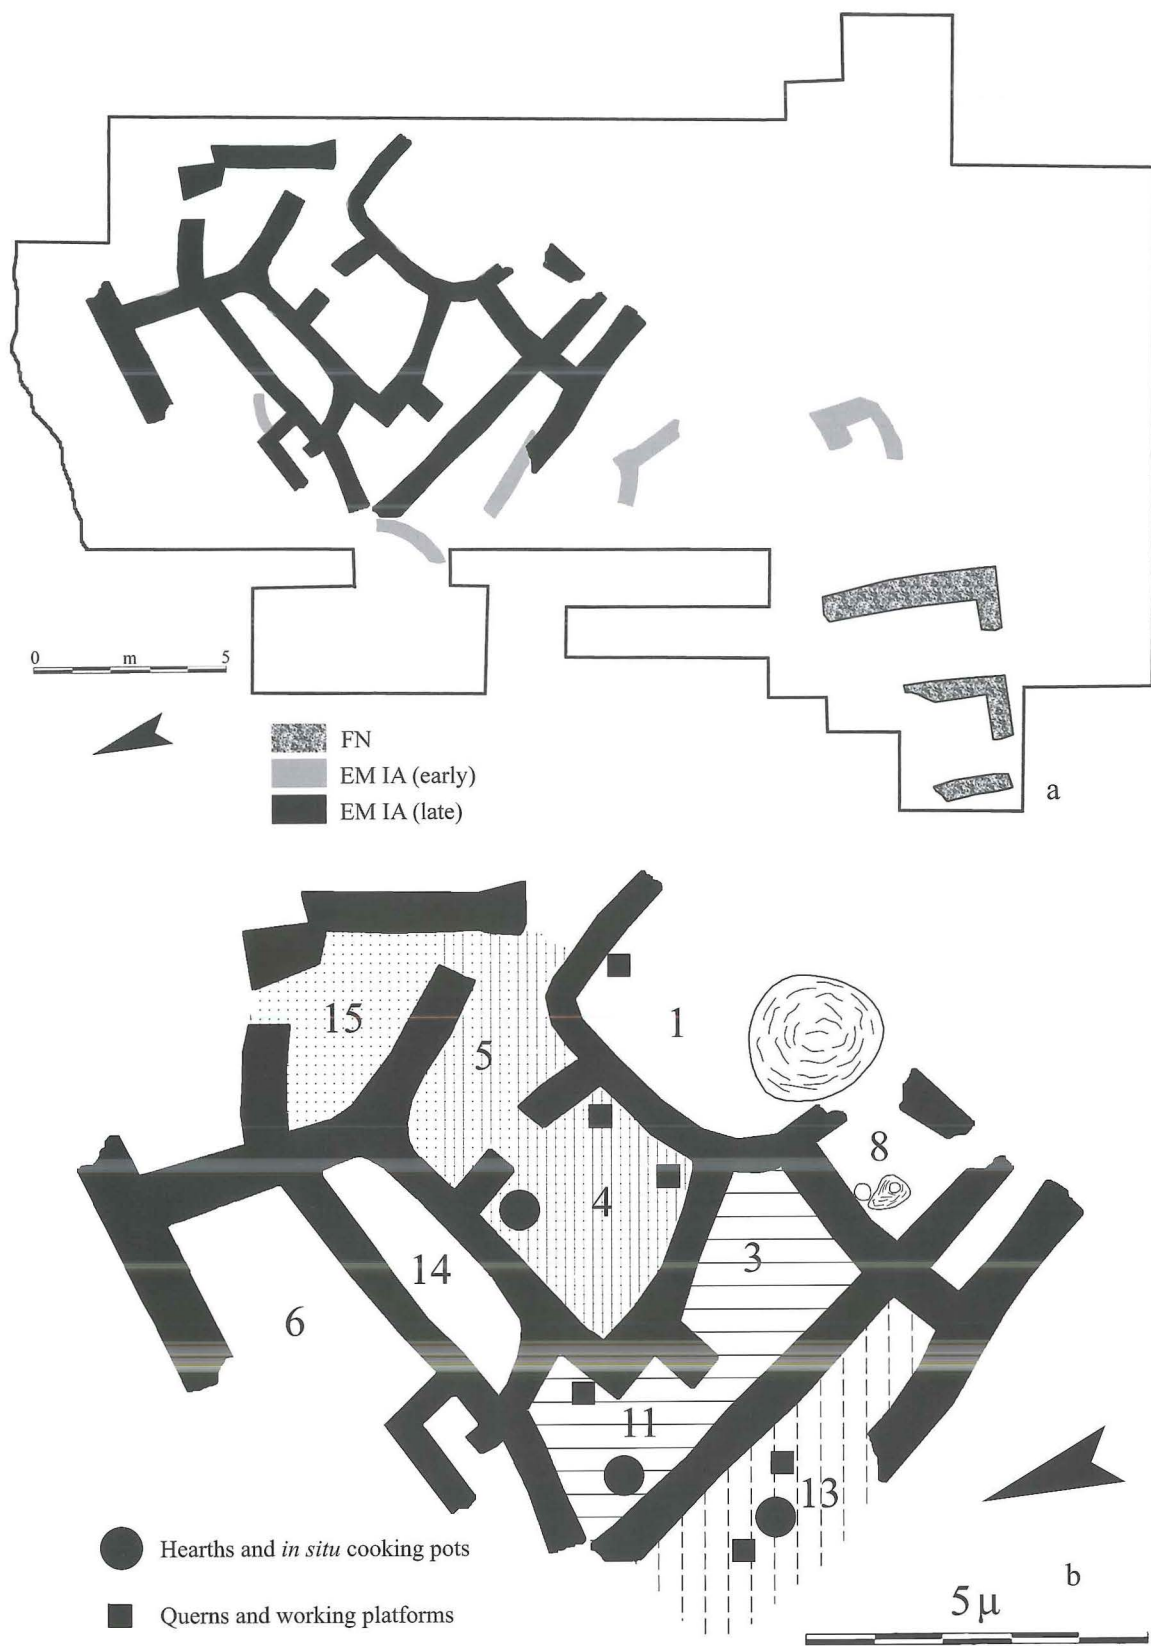 0 m 5
FN
EM IA (early)
EM IA (late)
a
15
5
1
8
4
3
14
6
11
13
Hearths and in situ cooking pots
Querns and working platforms
b
5 μ